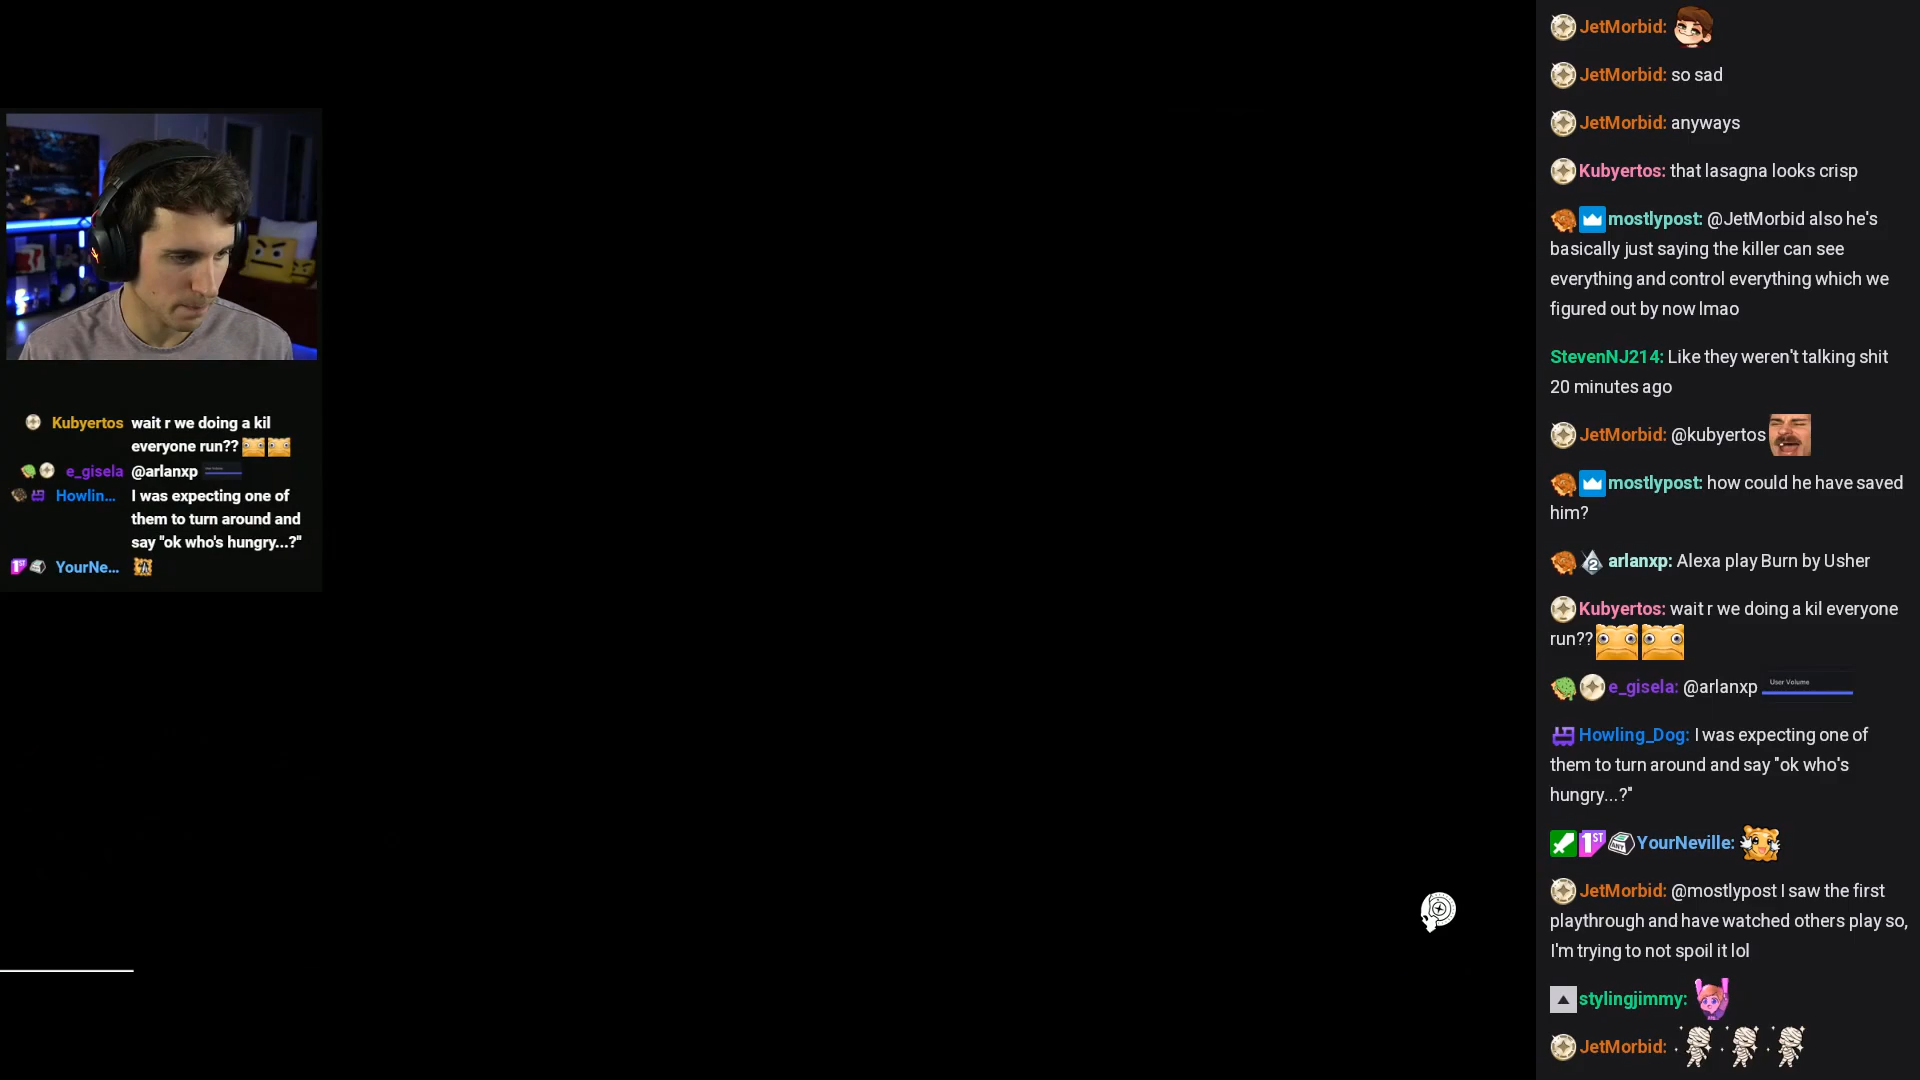 Kubyertos wait r we doing a kil
everyone run??
e_gisela @arlanxp
Howlin... I was expecting one of
them to turn around and
say "ok who's hungry...?"
1ST YourNe...
JetMorbid:
JetMorbid: so sad
JetMorbid: anyways
Kubyertos: that lasagna looks crisp
mostlypost: @JetMorbid also he's
basically just saying the killer can see
everything and control everything which we
figured out by now lmao
StevenNJ214: Like they weren't talking shit
20 minutes ago
JetMorbid: @kubyertos
mostlypost: how could he have saved
him?
2 arlanxp: Alexa play Burn by Usher
Kubyertos: wait r we doing a kil everyone
run??
e_gisela: @arlanxp User Volume
Howling_Dog: I was expecting one of
them to turn around and say "ok who's
hungry...?"
1ST ANY YourNeville:
JetMorbid: @mostlypost I saw the first
playthrough and have watched others play so,
I'm trying to not spoil it lol
stylingjimmy:
JetMorbid: